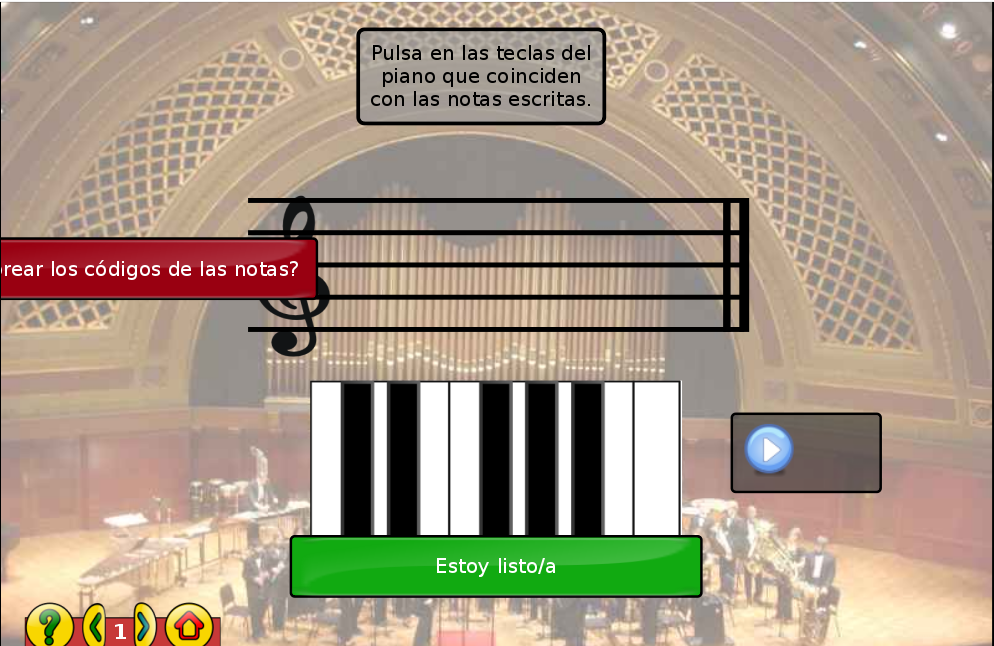 Pulsa en las teclas del
piano que coinciden
con las notas escritas.
los códigos de las notas?
Estoy listo/a
?
1